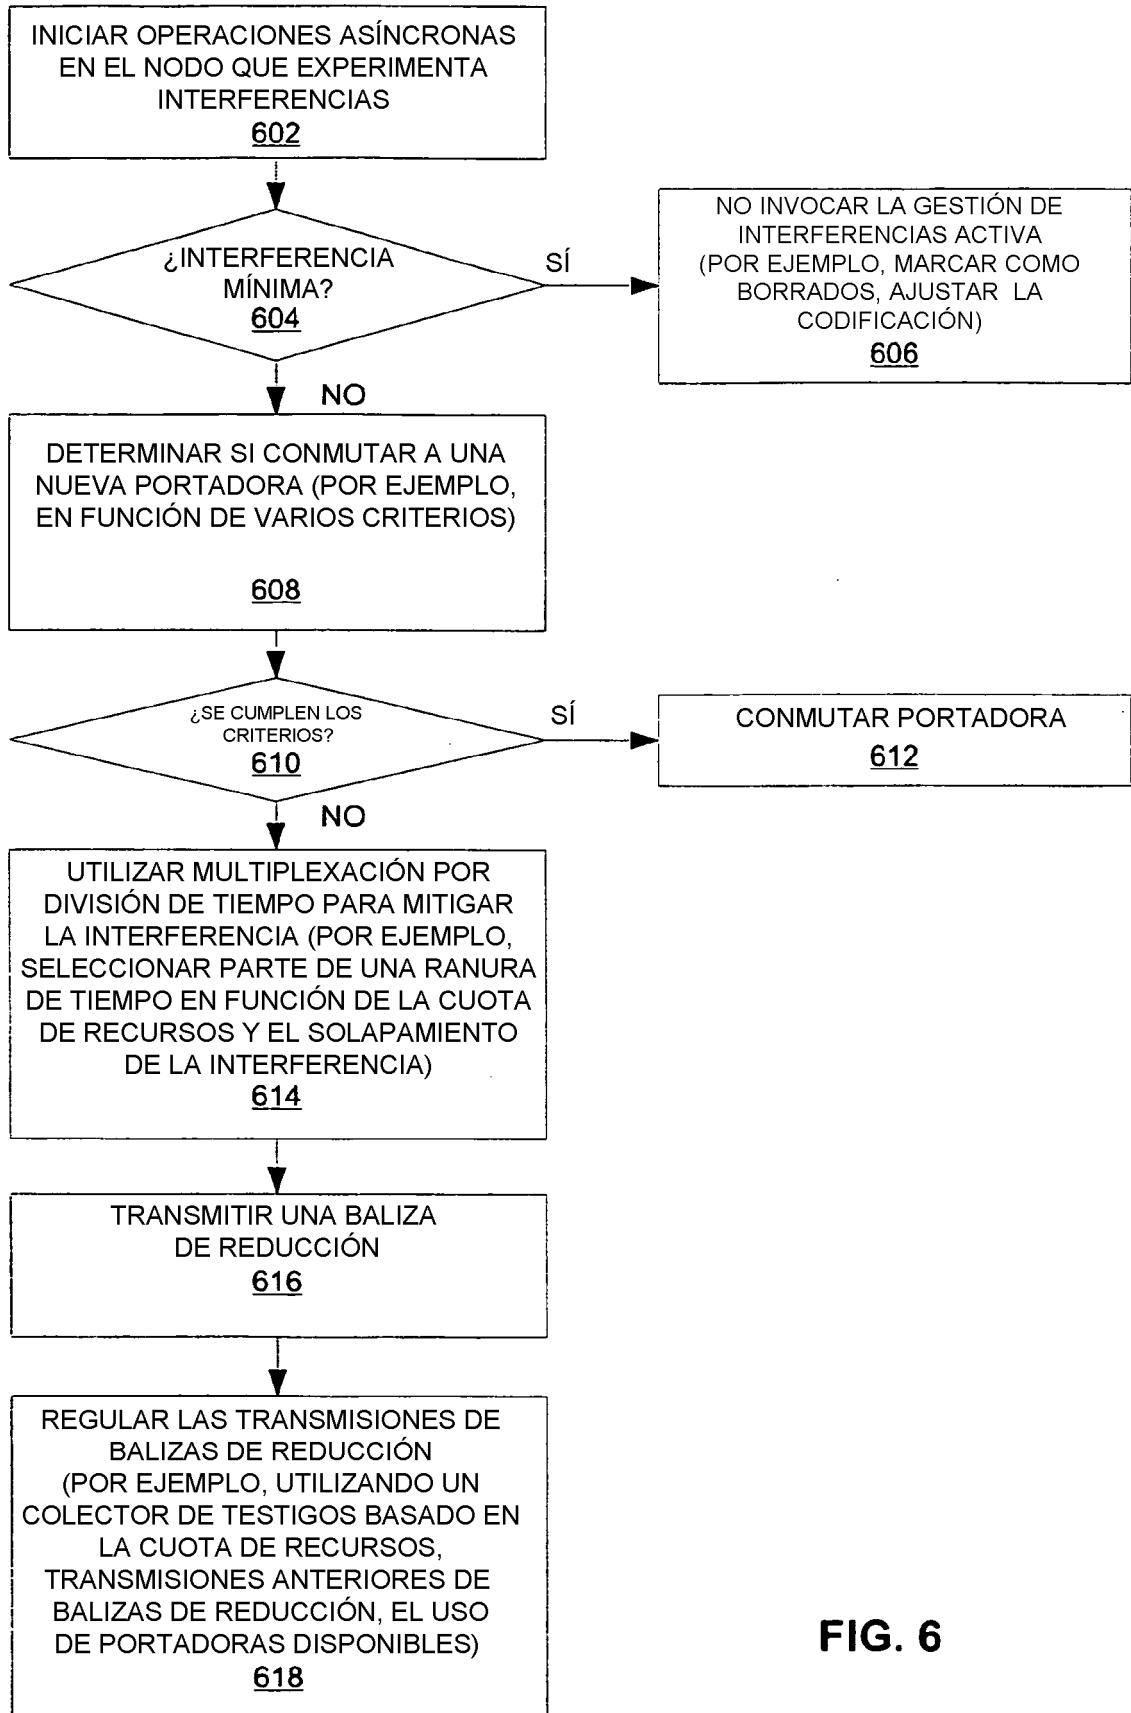 INICIAR OPERACIONES ASÍNCRONAS
EN EL NODO QUE EXPERIMENTA
INTERFERENCIAS
602
¿INTERFERENCIA
MÍNIMA?
604
SÍ
NO INVOCAR LA GESTIÓN DE
INTERFERENCIAS ACTIVA
(POR EJEMPLO, MARCAR COMO
BORRADOS, AJUSTAR LA
CODIFICACIÓN)
606
NO
DETERMINAR SI CONMUTAR A UNA
NUEVA PORTADORA (POR EJEMPLO,
EN FUNCIÓN DE VARIOS CRITERIOS)
608
¿SE CUMPLEN LOS
CRITERIOS?
610
SÍ
CONMUTAR PORTADORA
612
NO
UTILIZAR MULTIPLEXACIÓN POR
DIVISIÓN DE TIEMPO PARA MITIGAR
LA INTERFERENCIA (POR EJEMPLO,
SELECCIONAR PARTE DE UNA RANURA
DE TIEMPO EN FUNCIÓN DE LA CUOTA
DE RECURSOS Y EL SOLAPAMIENTO
DE LA INTERFERENCIA)
614
TRANSMITIR UNA BALIZA
DE REDUCCIÓN
616
REGULAR LAS TRANSMISIONES DE
BALIZAS DE REDUCCIÓN
(POR EJEMPLO, UTILIZANDO UN
COLECTOR DE TESTIGOS BASADO EN
LA CUOTA DE RECURSOS,
TRANSMISIONES ANTERIORES DE
BALIZAS DE REDUCCIÓN, EL USO
DE PORTADORAS DISPONIBLES)
618
FIG. 6